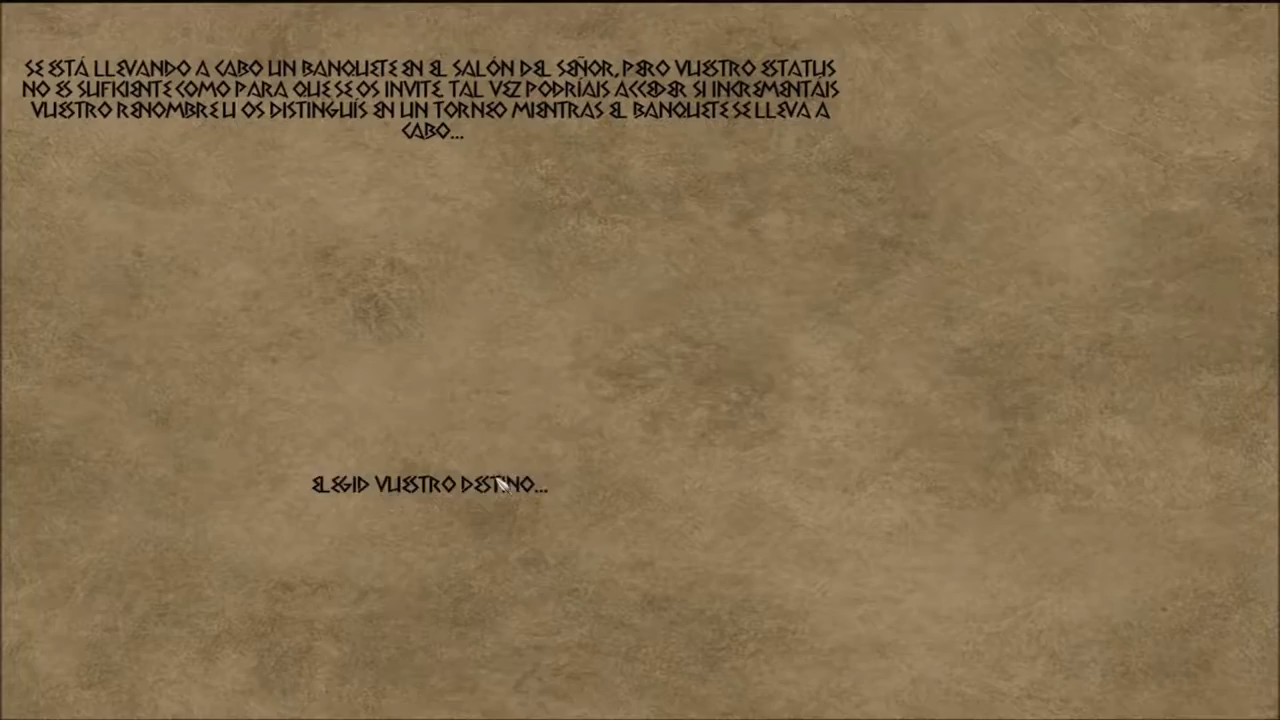 SE ESTÁ LLEVANDO A CABO UN BANQUETE EN EL SALÓN DEL SEÑOR, PERO VUESTRO ESTATUS
NO ES SUFICIENTE COMO PARA QUE SE OS INVITE. TAL VEZ PODRÍAIS ACCEDER SI INCREMENTÁIS
VUESTRO RENOMBRE U OS DISTINGUÍS EN UN TORNEO MIENTRAS EL BANQUETE SE LLEVA A
CABO...
ELEGID VUESTRO DESTINO...